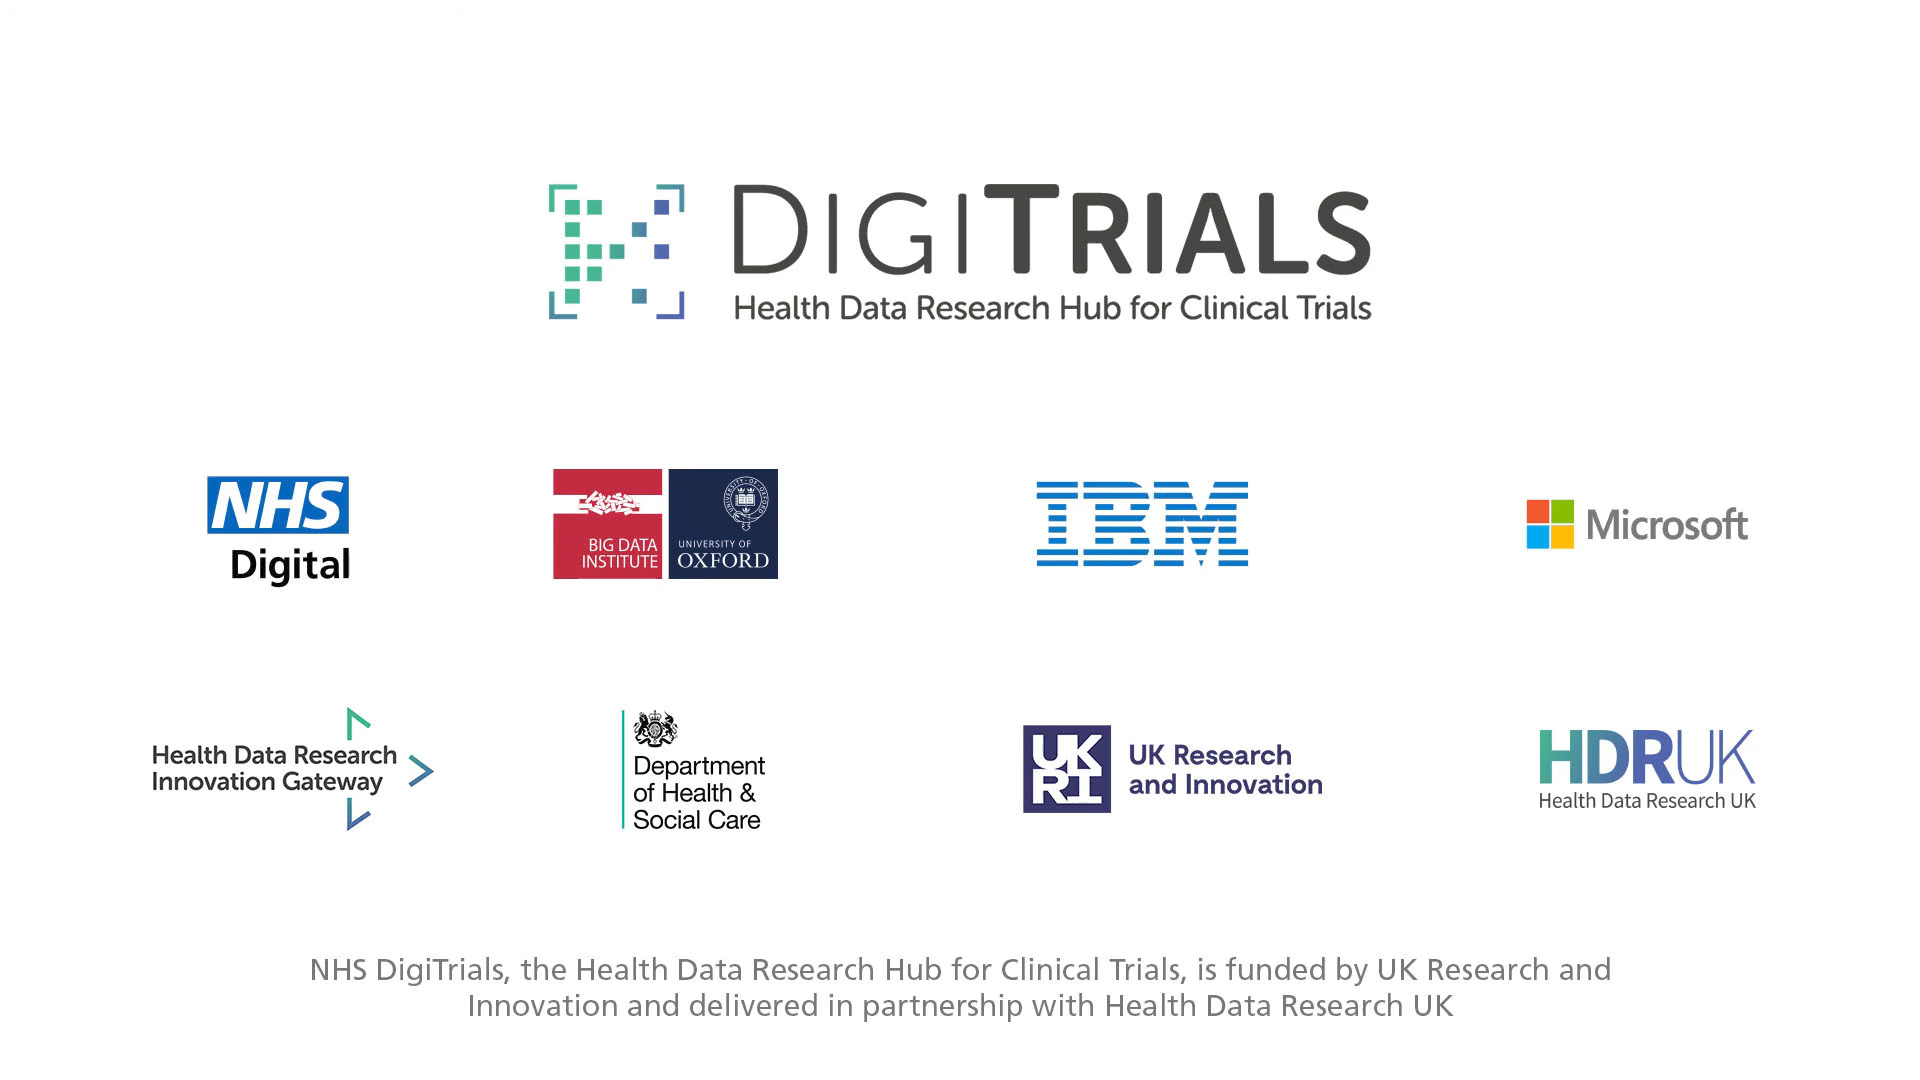 DIGITRIALS
Health Data Research Hub for Clinical Trials
NHS
Digital
BIG DATA
INSTITUTE
UNIVERSITY OF
OXFORD
IBM
Microsoft
Health Data Research
Innovation Gateway
Department
of Health &
Social Care
UK
RI
UK Research
and Innovation
HDRUK
Health Data Research UK
NHS DigiTrials, the Health Data Research Hub for Clinical Trials, is funded by UK Research and
Innovation and delivered in partnership with Health Data Research UK